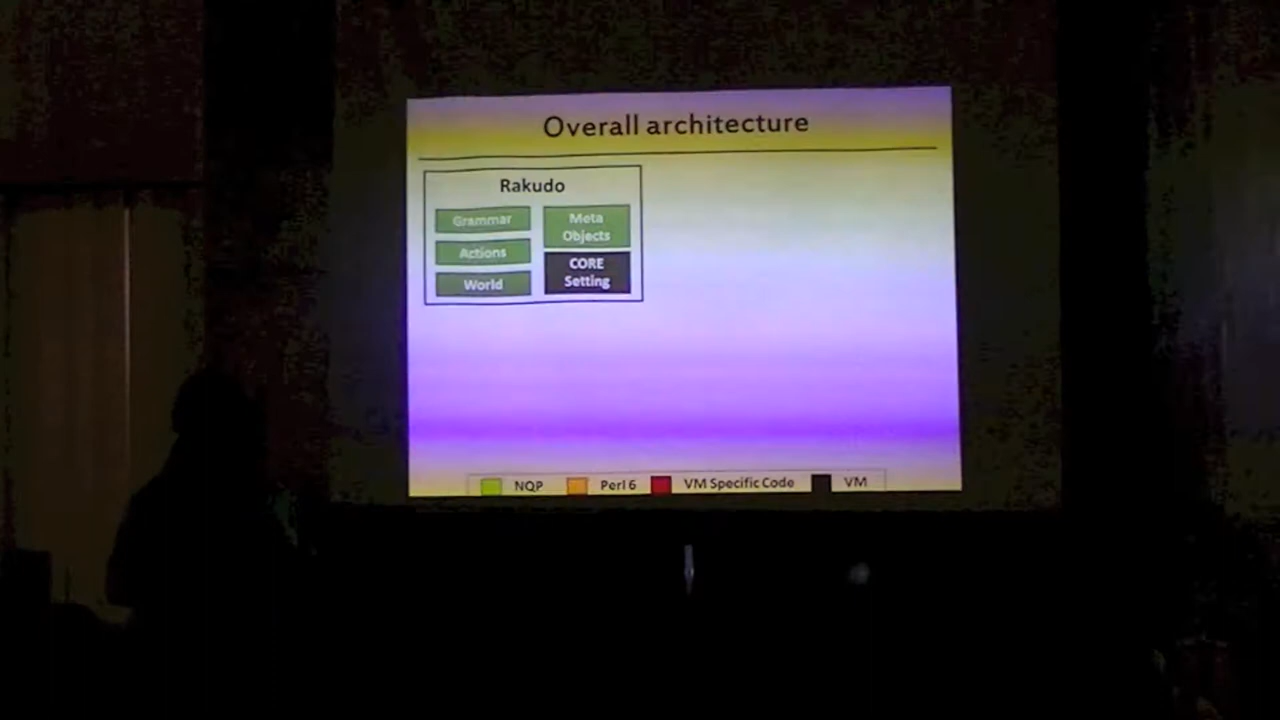 Overall architecture
Rakudo
Grammar
Actions
World
Meta
Objects
CORE
Setting
NQP
Perl 6
VM Specific Code
VM